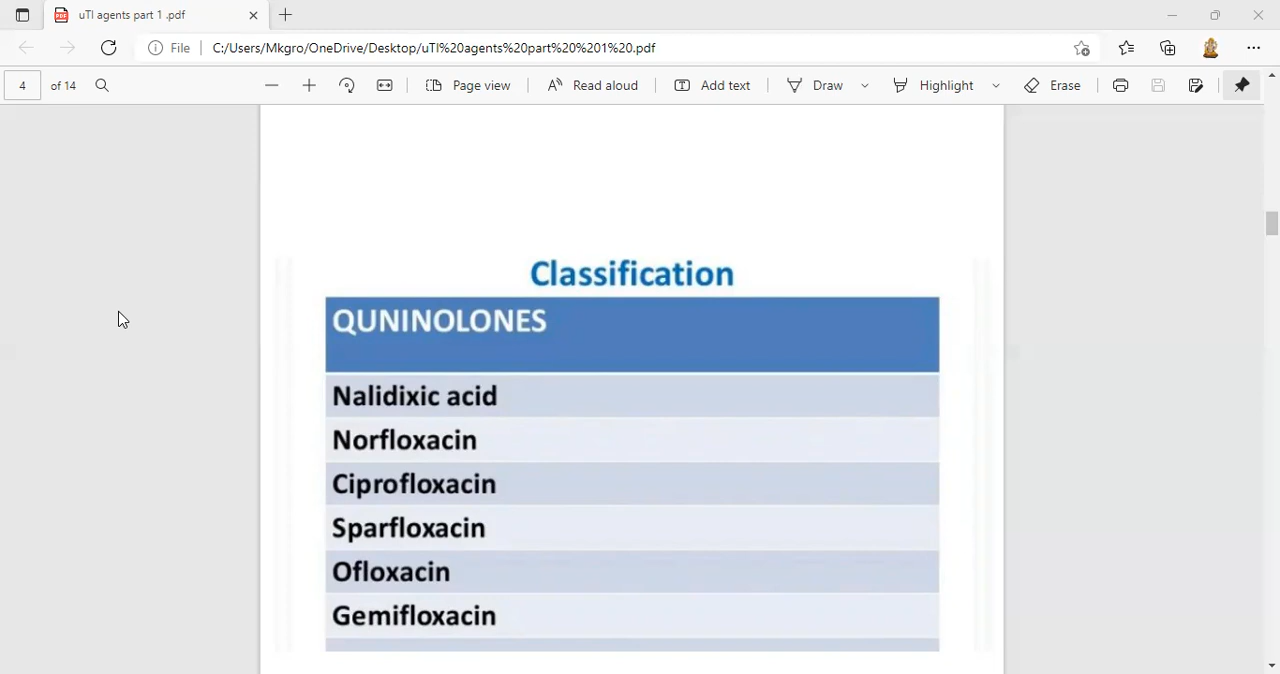 uTI agents part 1 .pdf
File
C:/Users/Mkgro/OneDrive/Desktop/uTI%20agents%20part%20%201%20.pdf
4 of 14
Page view
Read aloud
Add text
Draw
Highlight
Erase
Classification
QUNINOLONES
Nalidixic acid
Norfloxacin
Ciprofloxacin
Sparfloxacin
Ofloxacin
Gemifloxacin